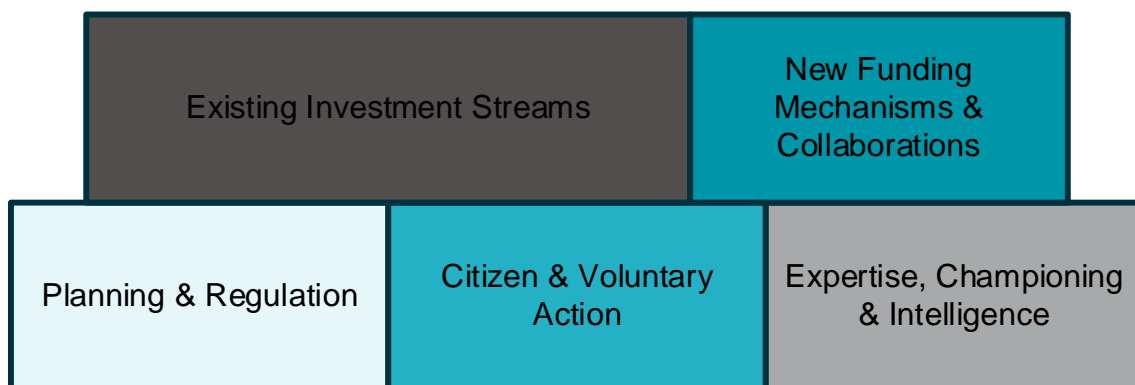 Existing Investment Streams
New Funding
Mechanisms &
Collaborations
Planning & Regulation
Citizen & Voluntary
Action
Expertise, Championing
& Intelligence